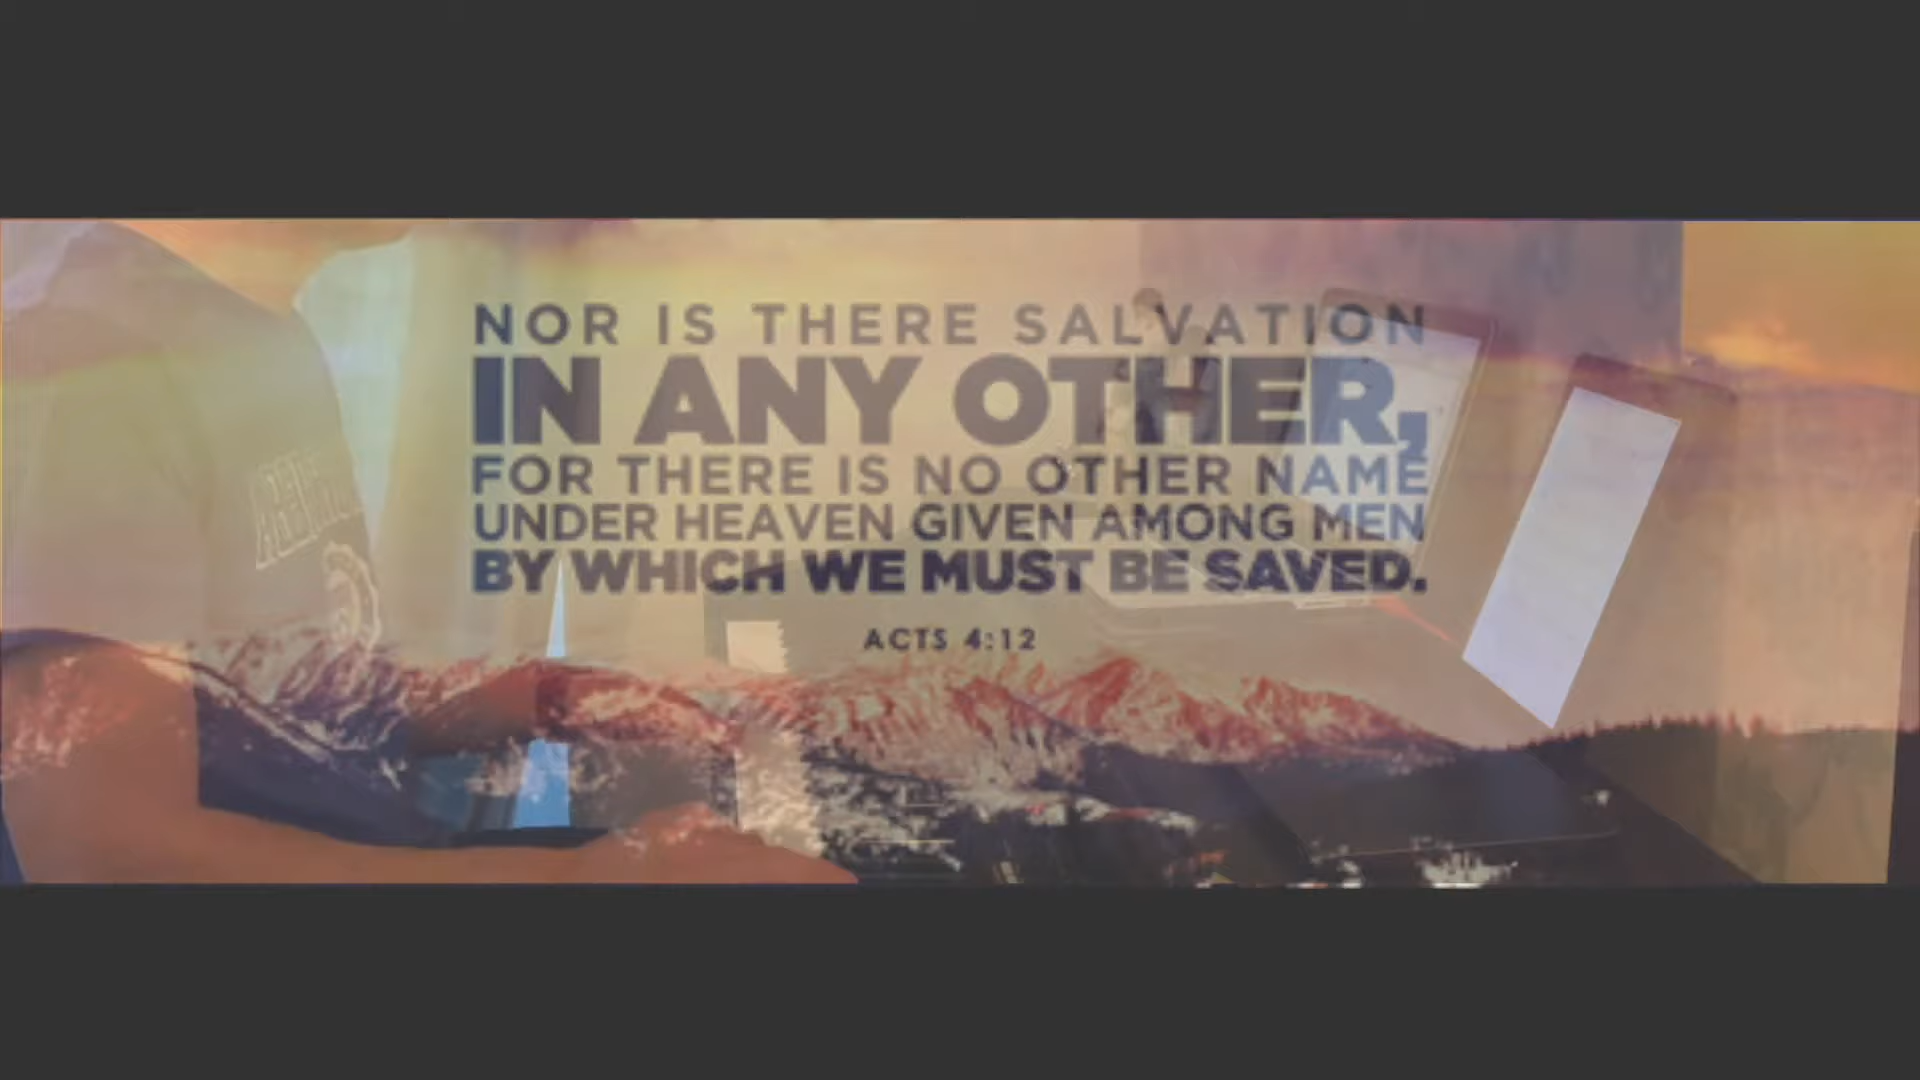 NOR IS THERE SALVATION
IN ANY OTHER,
FOR THERE IS NO OTHER NAME
UNDER HEAVEN GIVEN AMONG MEN
BY WHICH WE MUST BE SAVED.
ACTS 4:12